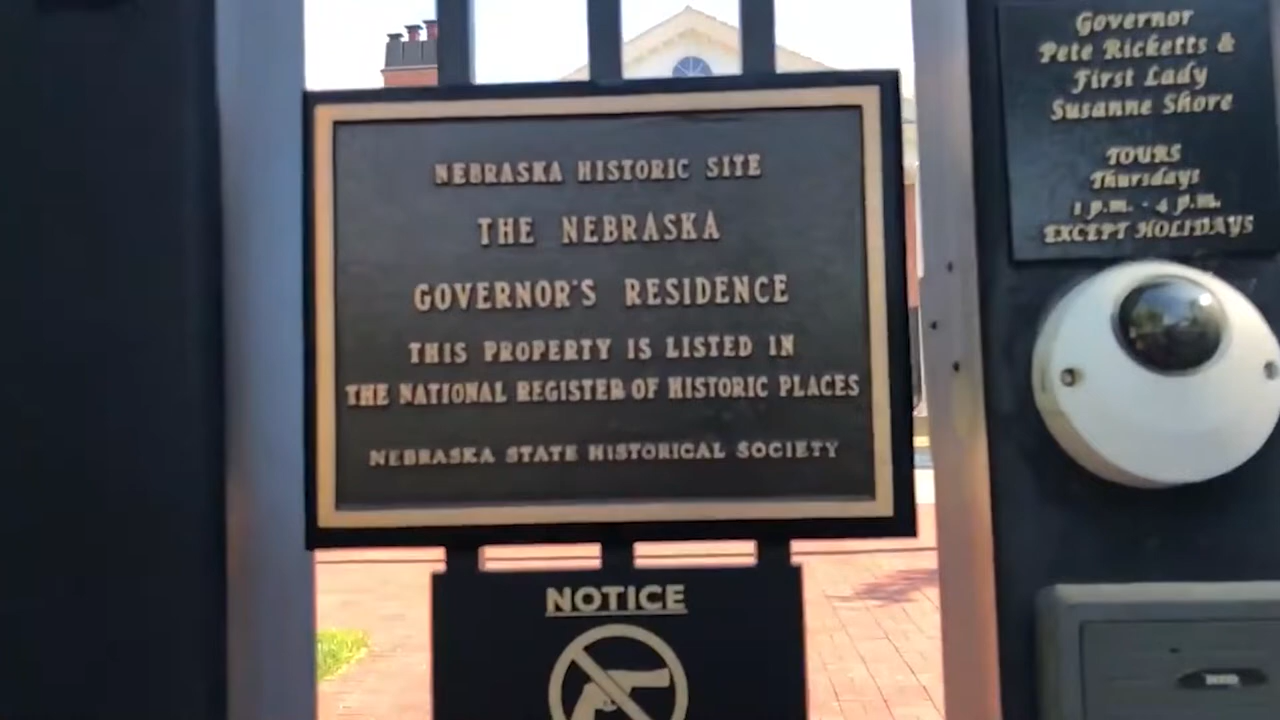 NEBRASKA HISTORIC SITE
THE NEBRASKA
GOVERNOR'S RESIDENCE
THIS PROPERTY IS LISTED IN
THE NATIONAL REGISTER OF HISTORIC PLACES
NEBRASKA STATE HISTORICAL SOCIETY
NOTICE
Governor
Pete Ricketts &
First Lady
Susanne Shore
TOURS
Thursdays
1 p.m. - 4 p.m.
EXCEPT HOLIDAYS